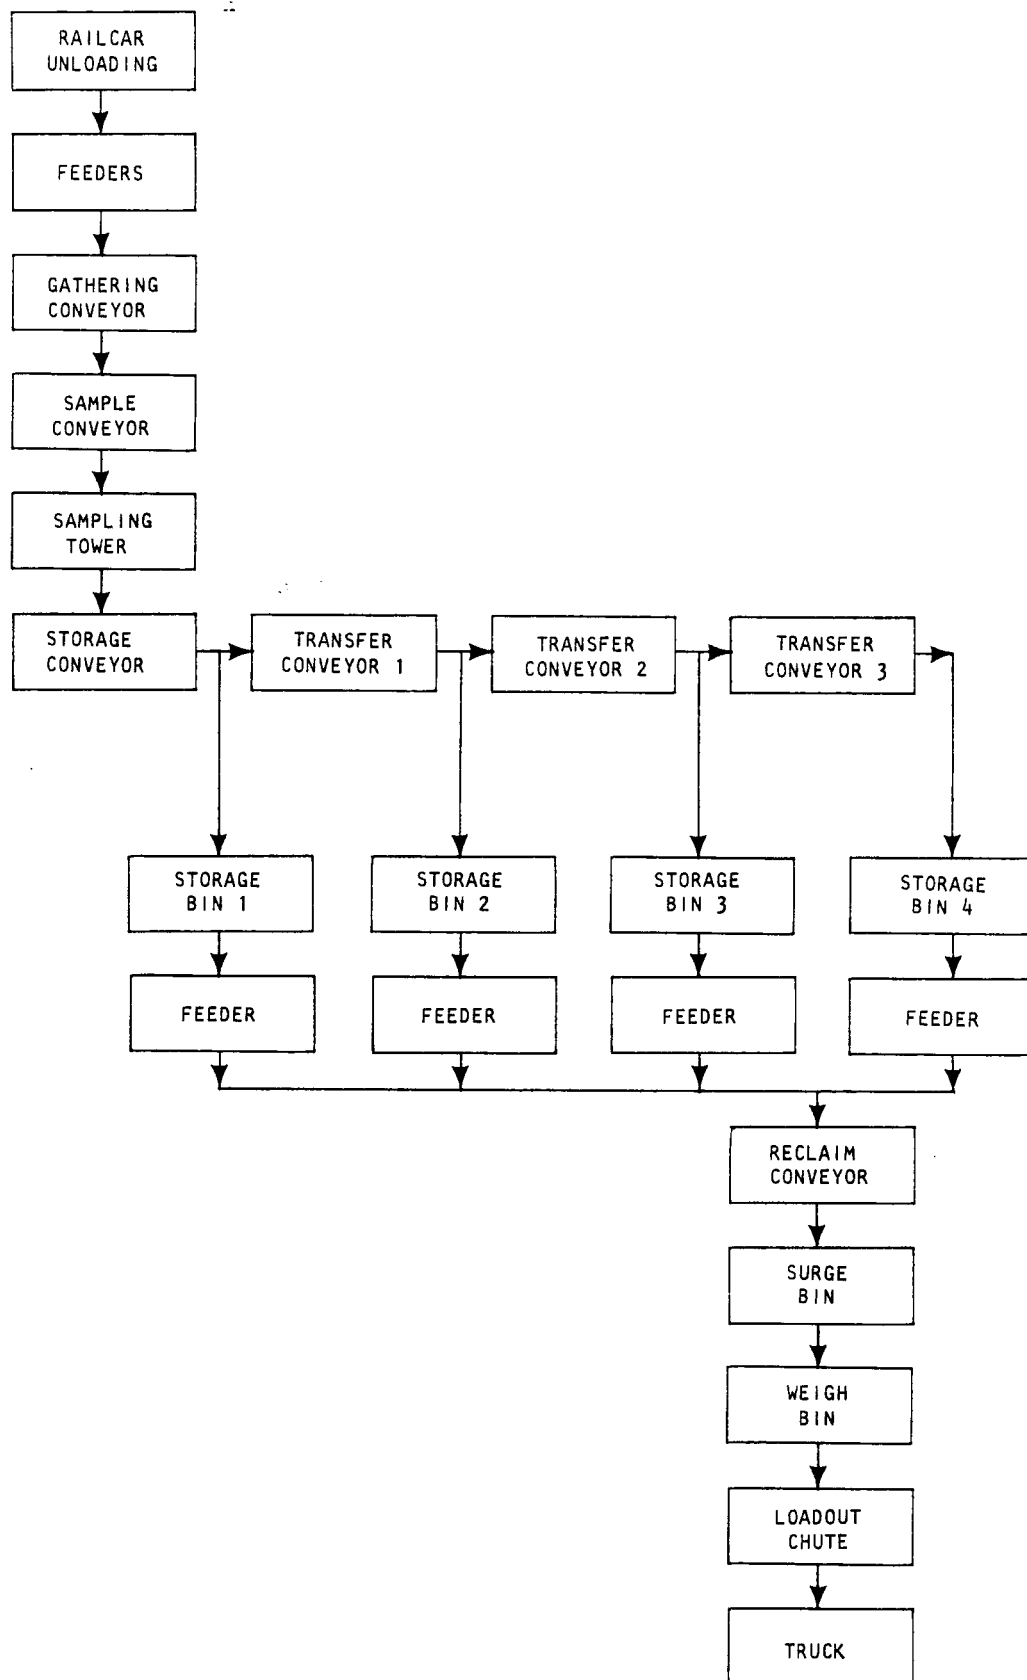 RAILCAR
UNLOADING
FEEDERS
GATHERING
CONVEYOR
SAMPLE
CONVEYOR
SAMPLING
TOWER
STORAGE
CONVEYOR
TRANSFER
CONVEYOR 1
TRANSFER
CONVEYOR 2
TRANSFER
CONVEYOR 3
STORAGE
BIN 1
STORAGE
BIN 2
STORAGE
BIN 3
STORAGE
BIN 4
FEEDER
FEEDER
FEEDER
FEEDER
RECLAIM
CONVEYOR
SURGE
BIN
WEIGH
BIN
LOADOUT
CHUTE
TRUCK